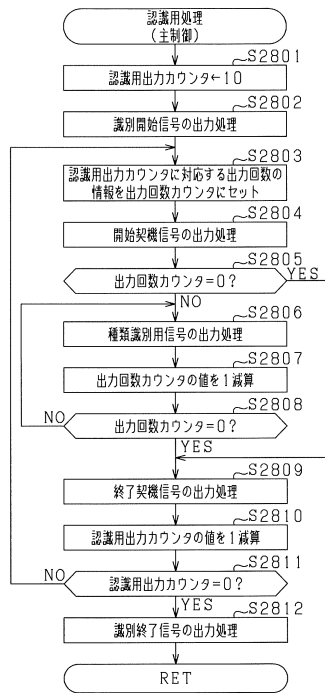 認識用処理
(主制御)
S2801
認識用出力カウンタ←10
S2802
識別開始信号の出力処理
S2803
認識用出力カウンタに対応する出力回数の
情報を出力回数カウンタにセット
S2804
開始契機信号の出力処理
S2805
出力回数カウンタ=0?
YES
NO
S2806
種類識別用信号の出力処理
S2807
出力回数カウンタの値を1減算
S2808
NO
出力回数カウンタ=0?
YES
S2809
終了契機信号の出力処理
S2810
認識用出力カウンタの値を1減算
S2811
NO
認識用出力カウンタ=0?
YES
S2812
識別終了信号の出力処理
RET